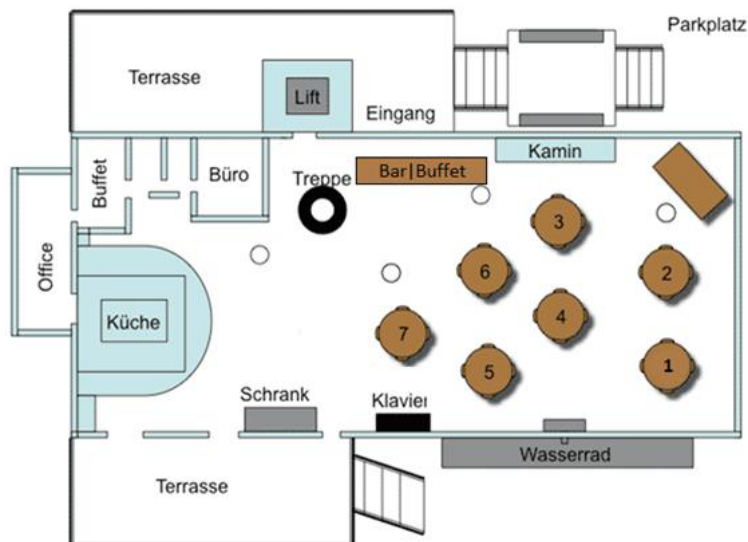 Parkplatz
Terrasse
Lift
Eingang
Kamin
Buffet
Büro
Treppe
Bar|Buffet
Office
3
6
2
Küche
4
7
5
1
Schrank
Klavier
Wasserrad
Terrasse